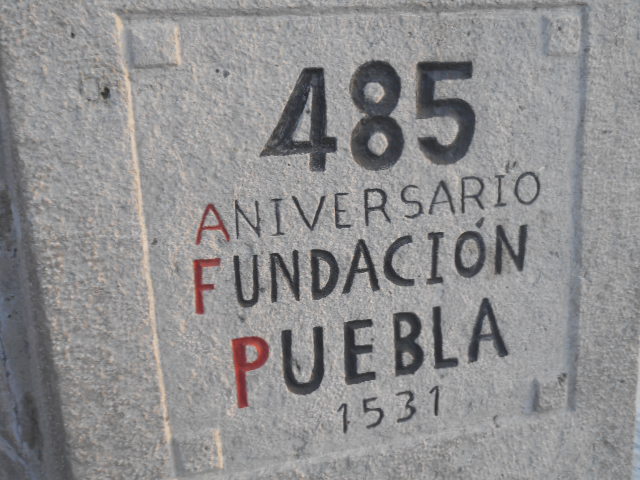 485
ANIVERSARIO
FUNDACIÓN
PUEBLA
1531